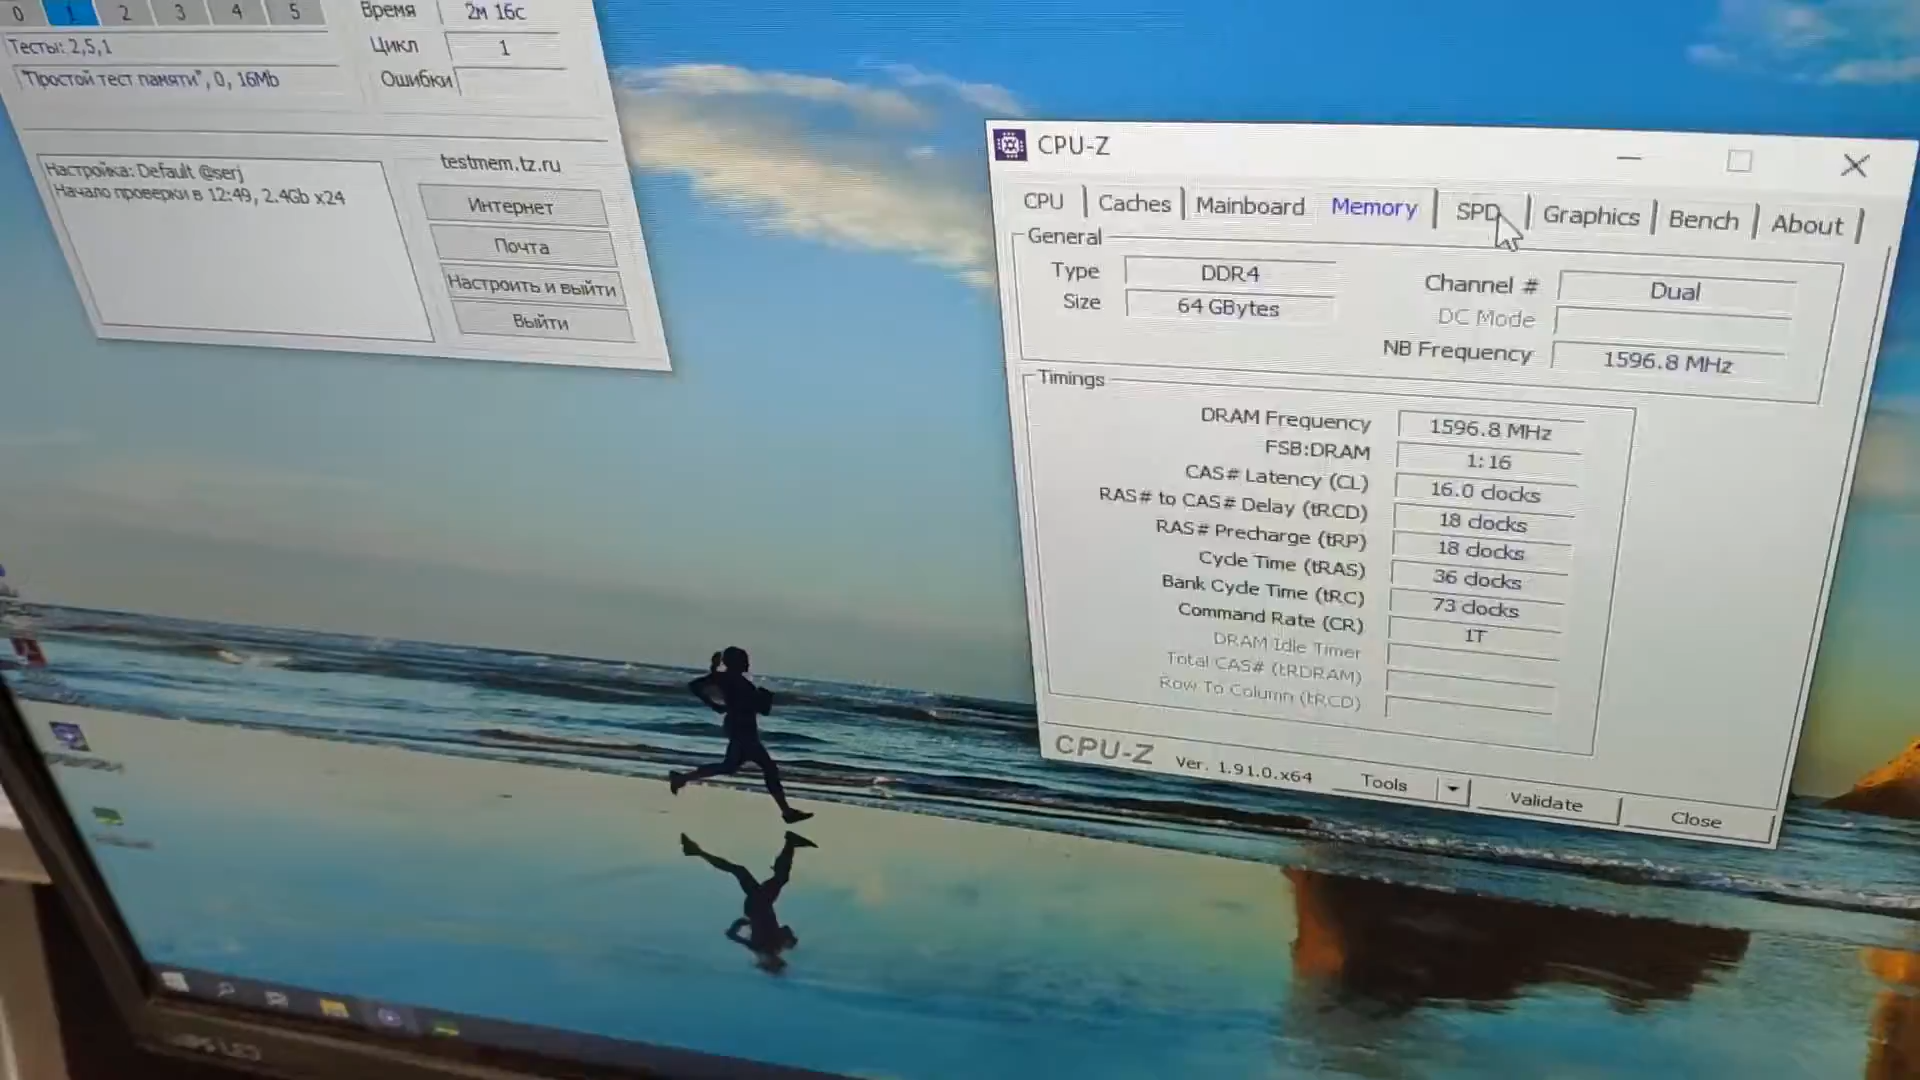 0 1 2 3 4 5
Время 2м 16с
Тесты: 2,5,1
Цикл 1
"Простой тест памяти", 0, 16Mb
Ошибки
Настройка: Default @serj
Начало проверки в 12:49, 2.4Gb x24
testmem.tz.ru
Интернет
Почта
Настроить и выйти
Выйти
CPU-Z
CPU Caches Mainboard Memory SPD Graphics Bench About
General
Type DDR4
Channel # Dual
Size 64 GBytes
DC Mode
NB Frequency 1596.8 MHz
Timings
DRAM Frequency 1596.8 MHz
FSB:DRAM 1:16
CAS# Latency (CL) 16.0 clocks
RAS# to CAS# Delay (tRCD) 18 clocks
RAS# Precharge (tRP) 18 clocks
Cycle Time (tRAS) 36 clocks
Bank Cycle Time (tRC) 73 clocks
Command Rate (CR) 1T
DRAM Idle Timer
Total CAS# (tRDRAM)
Row To Column (tRCD)
CPU-Z Ver. 1.91.0.x64 Tools Validate Close